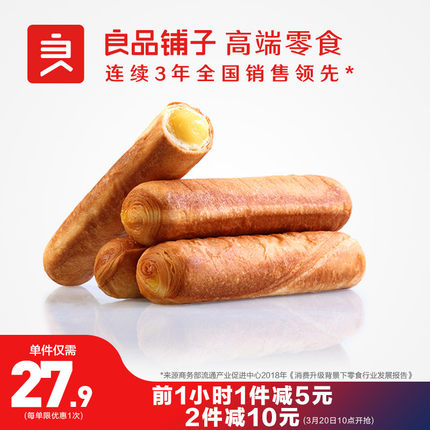 良品铺子 高端零食
连续3年全国销售领先*
*来源商务部流通产业促进中心2018年《消费升级背景下零食行业发展报告》
单件仅需
27.9
(每单限优惠1次)
前1小时1件减5元
2件减10元(3月20日10点开抢)